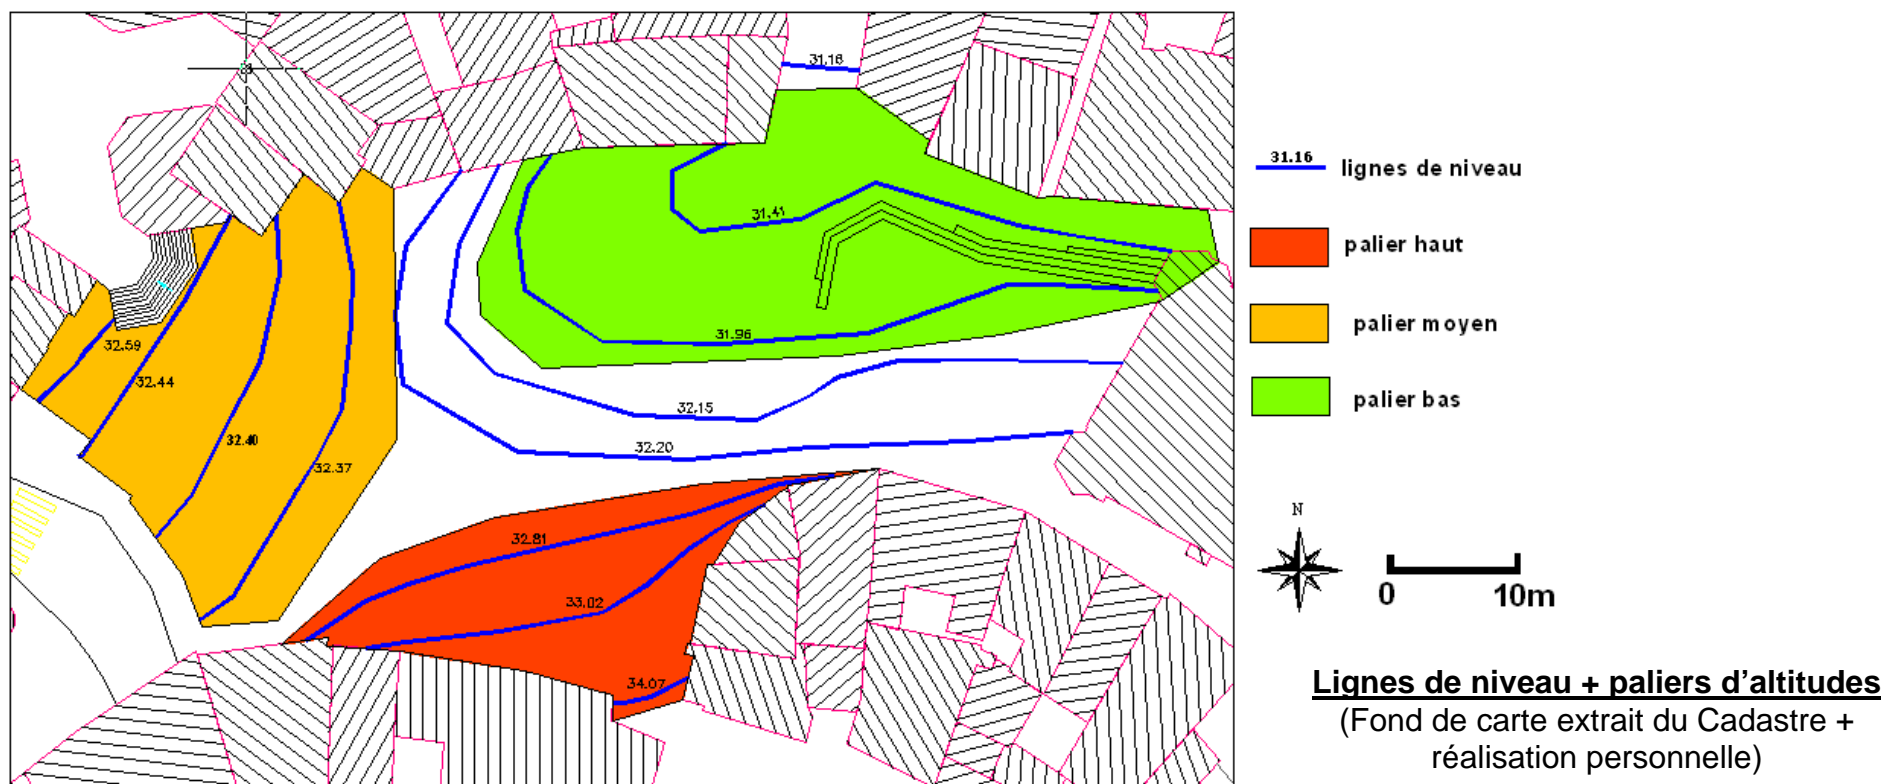 31.16
31.41
31.96
32.15
32.20
32.59
32.44
32.40
32.37
32.81
33.02
34.07
31.16
lignes de niveau
palier haut
palier moyen
palier bas
N
0 10m
Lignes de niveau + paliers d'altitudes
(Fond de carte extrait du Cadastre +
réalisation personnelle)